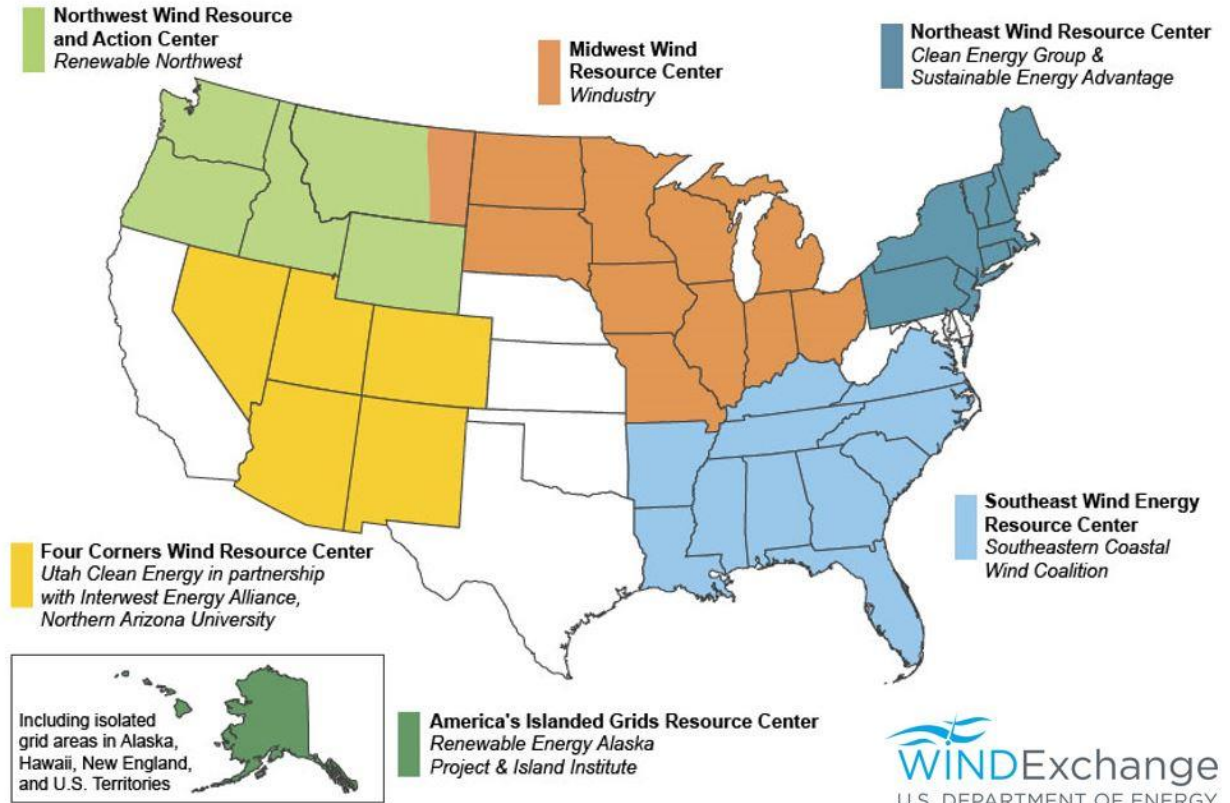 Northwest Wind Resource
and Action Center
Renewable Northwest
Midwest Wind
Resource Center
Windustry
Northeast Wind Resource Center
Clean Energy Group &
Sustainable Energy Advantage
Southeast Wind Energy
Resource Center
Southeastern Coastal
Wind Coalition
Four Corners Wind Resource Center
Utah Clean Energy in partnership
with Interwest Energy Alliance,
Northern Arizona University
Including isolated
grid areas in Alaska,
Hawaii, New England,
and U.S. Territories
America's Islanded Grids Resource Center
Renewable Energy Alaska
Project & Island Institute
WINDExchange
U.S. DEPARTMENT OF ENERGY